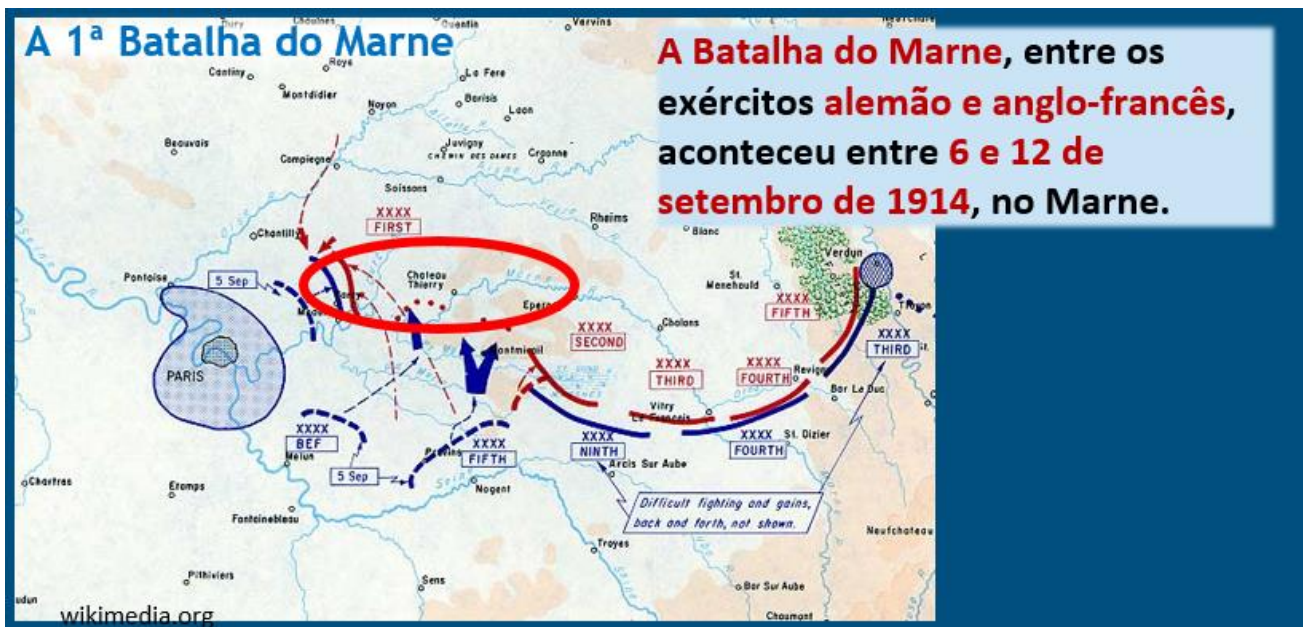 A 1ª Batalha do Marne
A Batalha do Marne, entre os
exércitos alemão e anglo-francês,
aconteceu entre 6 e 12 de
setembro de 1914, no Marne.
Chaulnes
Quentin
Vervins
Roye
Cantiny
La Fere
Montdidier
Noyon
Barisis
Laon
Beauvais
Juvigny
CHEMIN DES DAMES
Craonne
Compiegne
Aisne
Soissons
XXXX
FIRST
Rheims
Blanc
Chantilly
Verdun
Pontoise
5 Sep
Chateau
Thierry
Marne
St.
Menehould
XXXX
FIFTH
XXXX
SECOND
Chalons
XXXX
THIRD
PARIS
XXXX
THIRD
XXXX
FOURTH
Revigny
Bar Le Duc
Vitry
Le Francois
XXXX
BEF
Melun
Provins
XXXX
FIFTH
XXXX
NINTH
XXXX
FOURTH
St. Dizier
5 Sep
Arcis Sur Aube
Chartres
Etamps
Nogent
Seine
Difficult fighting and gains,
back and forth, not shown.
Fontainebleau
Neufchateau
Troyes
Pithiviers
Sens
Bar Sur Aube
Chaumont
wikimedia.org